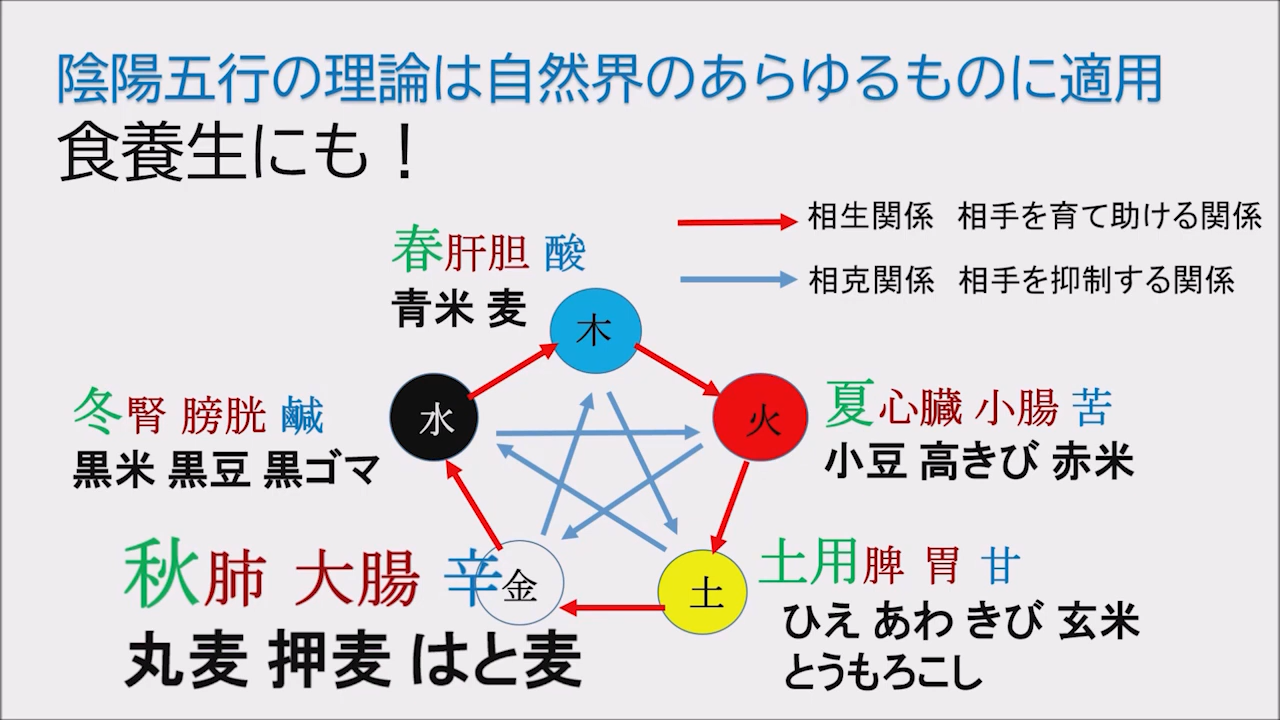 陰陽五行の理論は自然界のあらゆるものに適用
食養生にも！
相生関係 相手を育て助ける関係
相克関係 相手を抑制する関係
春肝胆 酸
青米 麦
木
冬腎 膀胱 鹹
黒米 黒豆 黒ゴマ
水
火
夏心臓 小腸 苦
小豆 高きび 赤米
秋肺 大腸 辛
丸麦 押麦 はと麦
金
土
土用脾 胃 甘
ひえ あわ きび 玄米
とうもろこし